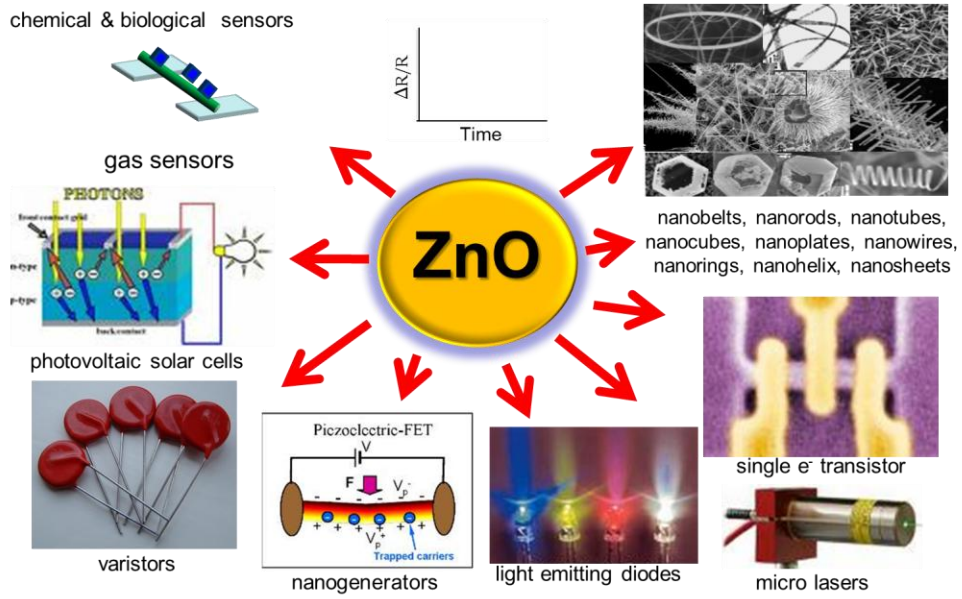 chemical & biological sensors
ΔR/R
Time
gas sensors
PHOTONS
front contact grid
n-type
p-type
back contact
photovoltaic solar cells
ZnO
nanobelts, nanorods, nanotubes,
nanocubes, nanoplates, nanowires,
nanorings, nanohelix, nanosheets
single e- transistor
varistors
Piezoelectric-FET
V
F
Vp-
Vp+
Trapped carriers
nanogenerators
light emitting diodes
micro lasers